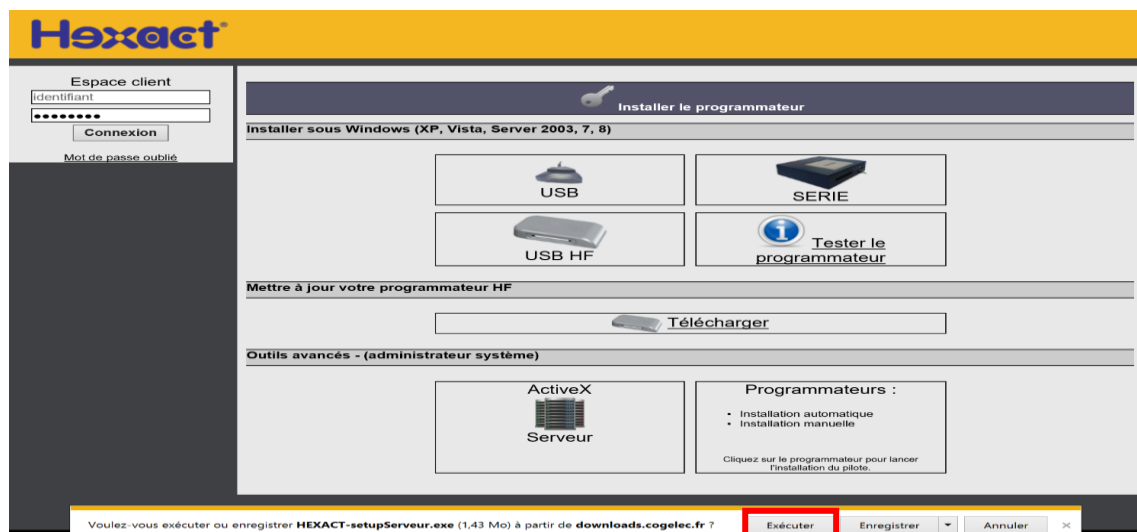 Hexact
Espace client
identifiant
••••••••
Connexion
Mot de passe oublié
Installer le programmateur
Installer sous Windows (XP, Vista, Server 2003, 7, 8)
USB
SERIE
USB HF
Tester le
programmateur
Mettre à jour votre programmateur HF
Télécharger
Outils avancés - (administrateur système)
ActiveX
Serveur
Programmateurs :
• Installation automatique
• Installation manuelle
Cliquez sur le programmateur pour lancer
l'installation du pilote.
Voulez-vous exécuter ou enregistrer HEXACT-setupServeur.exe (1,43 Mo) à partir de downloads.cogelec.fr ? Exécuter Enregistrer Annuler ×